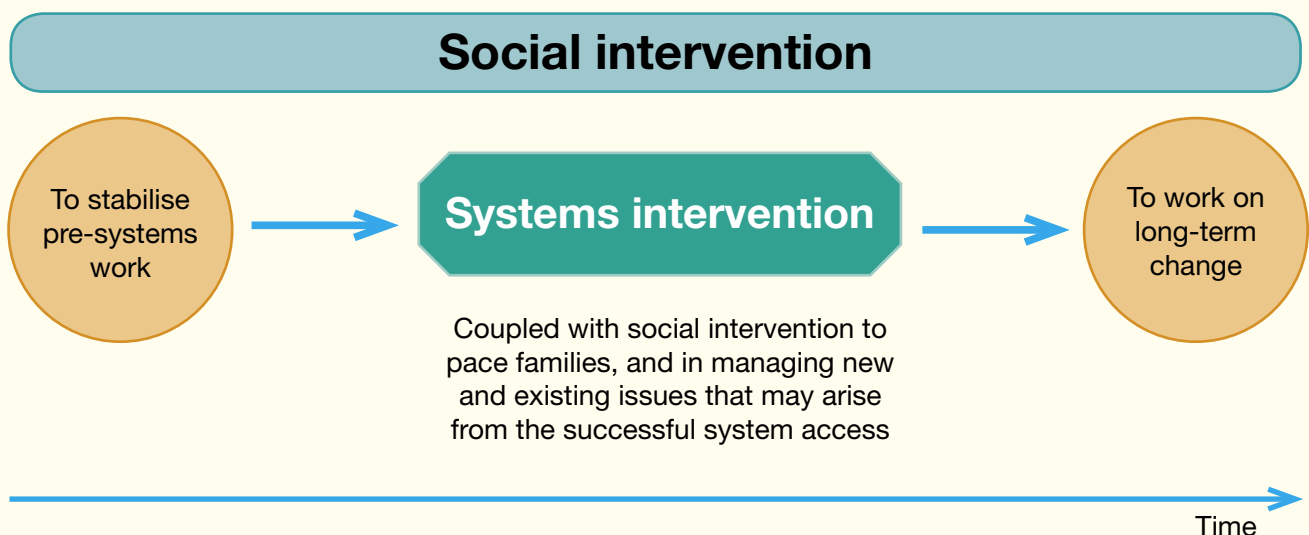 Social intervention
To stabilise
pre-systems
work
Systems intervention
To work on
long-term
change
Coupled with social intervention to
pace families, and in managing new
and existing issues that may arise
from the successful system access
Time